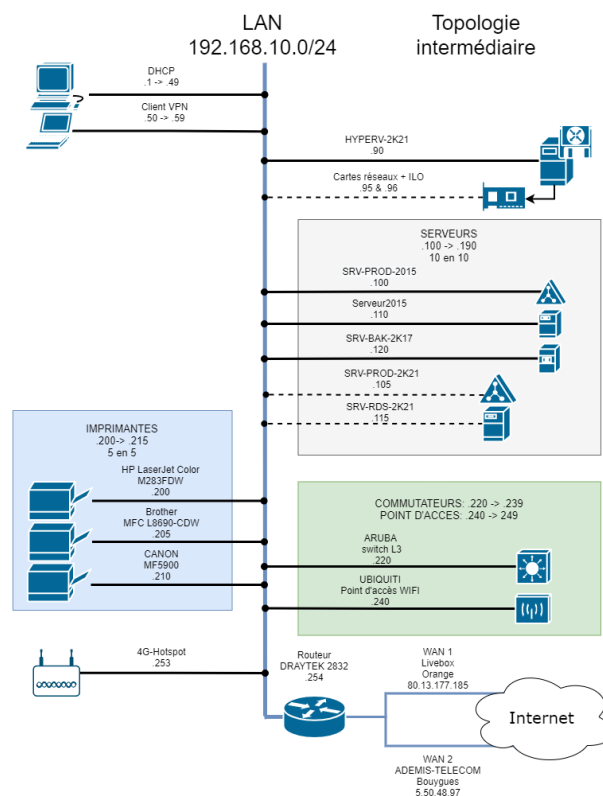 LAN
192.168.10.0/24
Topologie
intermédiaire
DHCP
.1 -> .49
Client VPN
.50 -> .59
HYPERV-2K21
.90
Cartes réseaux + ILO
.95 & .96
SERVEURS
.100 -> .190
10 en 10
SRV-PROD-2015
.100
Serveur2015
.110
SRV-BAK-2K17
.120
SRV-PROD-2K21
.105
SRV-RDS-2K21
.115
IMPRIMANTES
.200-> .215
5 en 5
HP LaserJet Color
M283FDW
.200
Brother
MFC L8690-CDW
.205
CANON
MF5900
.210
COMMUTATEURS: .220 -> .239
POINT D'ACCES: .240 -> 249
ARUBA
switch L3
.220
UBIQUITI
Point d'accès WIFI
.240
4G-Hotspot
.253
Routeur
DRAYTEK 2832
.254
WAN 1
Livebox
Orange
80.13.177.185
Internet
WAN 2
ADEMIS-TELECOM
Bouygues
5.50.48.97